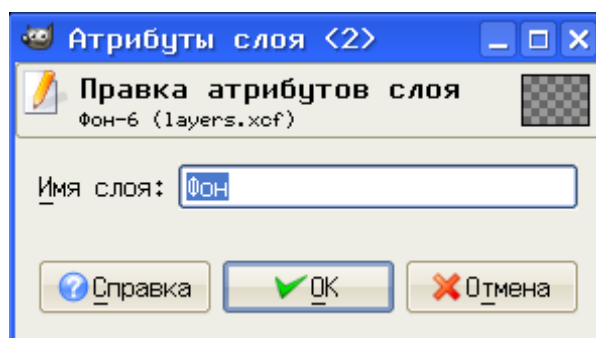 Атрибуты слоя <2>
Правка атрибутов слоя
Фон-6 (layers.xcf)
Имя слоя: Фон
Справка OK Отмена